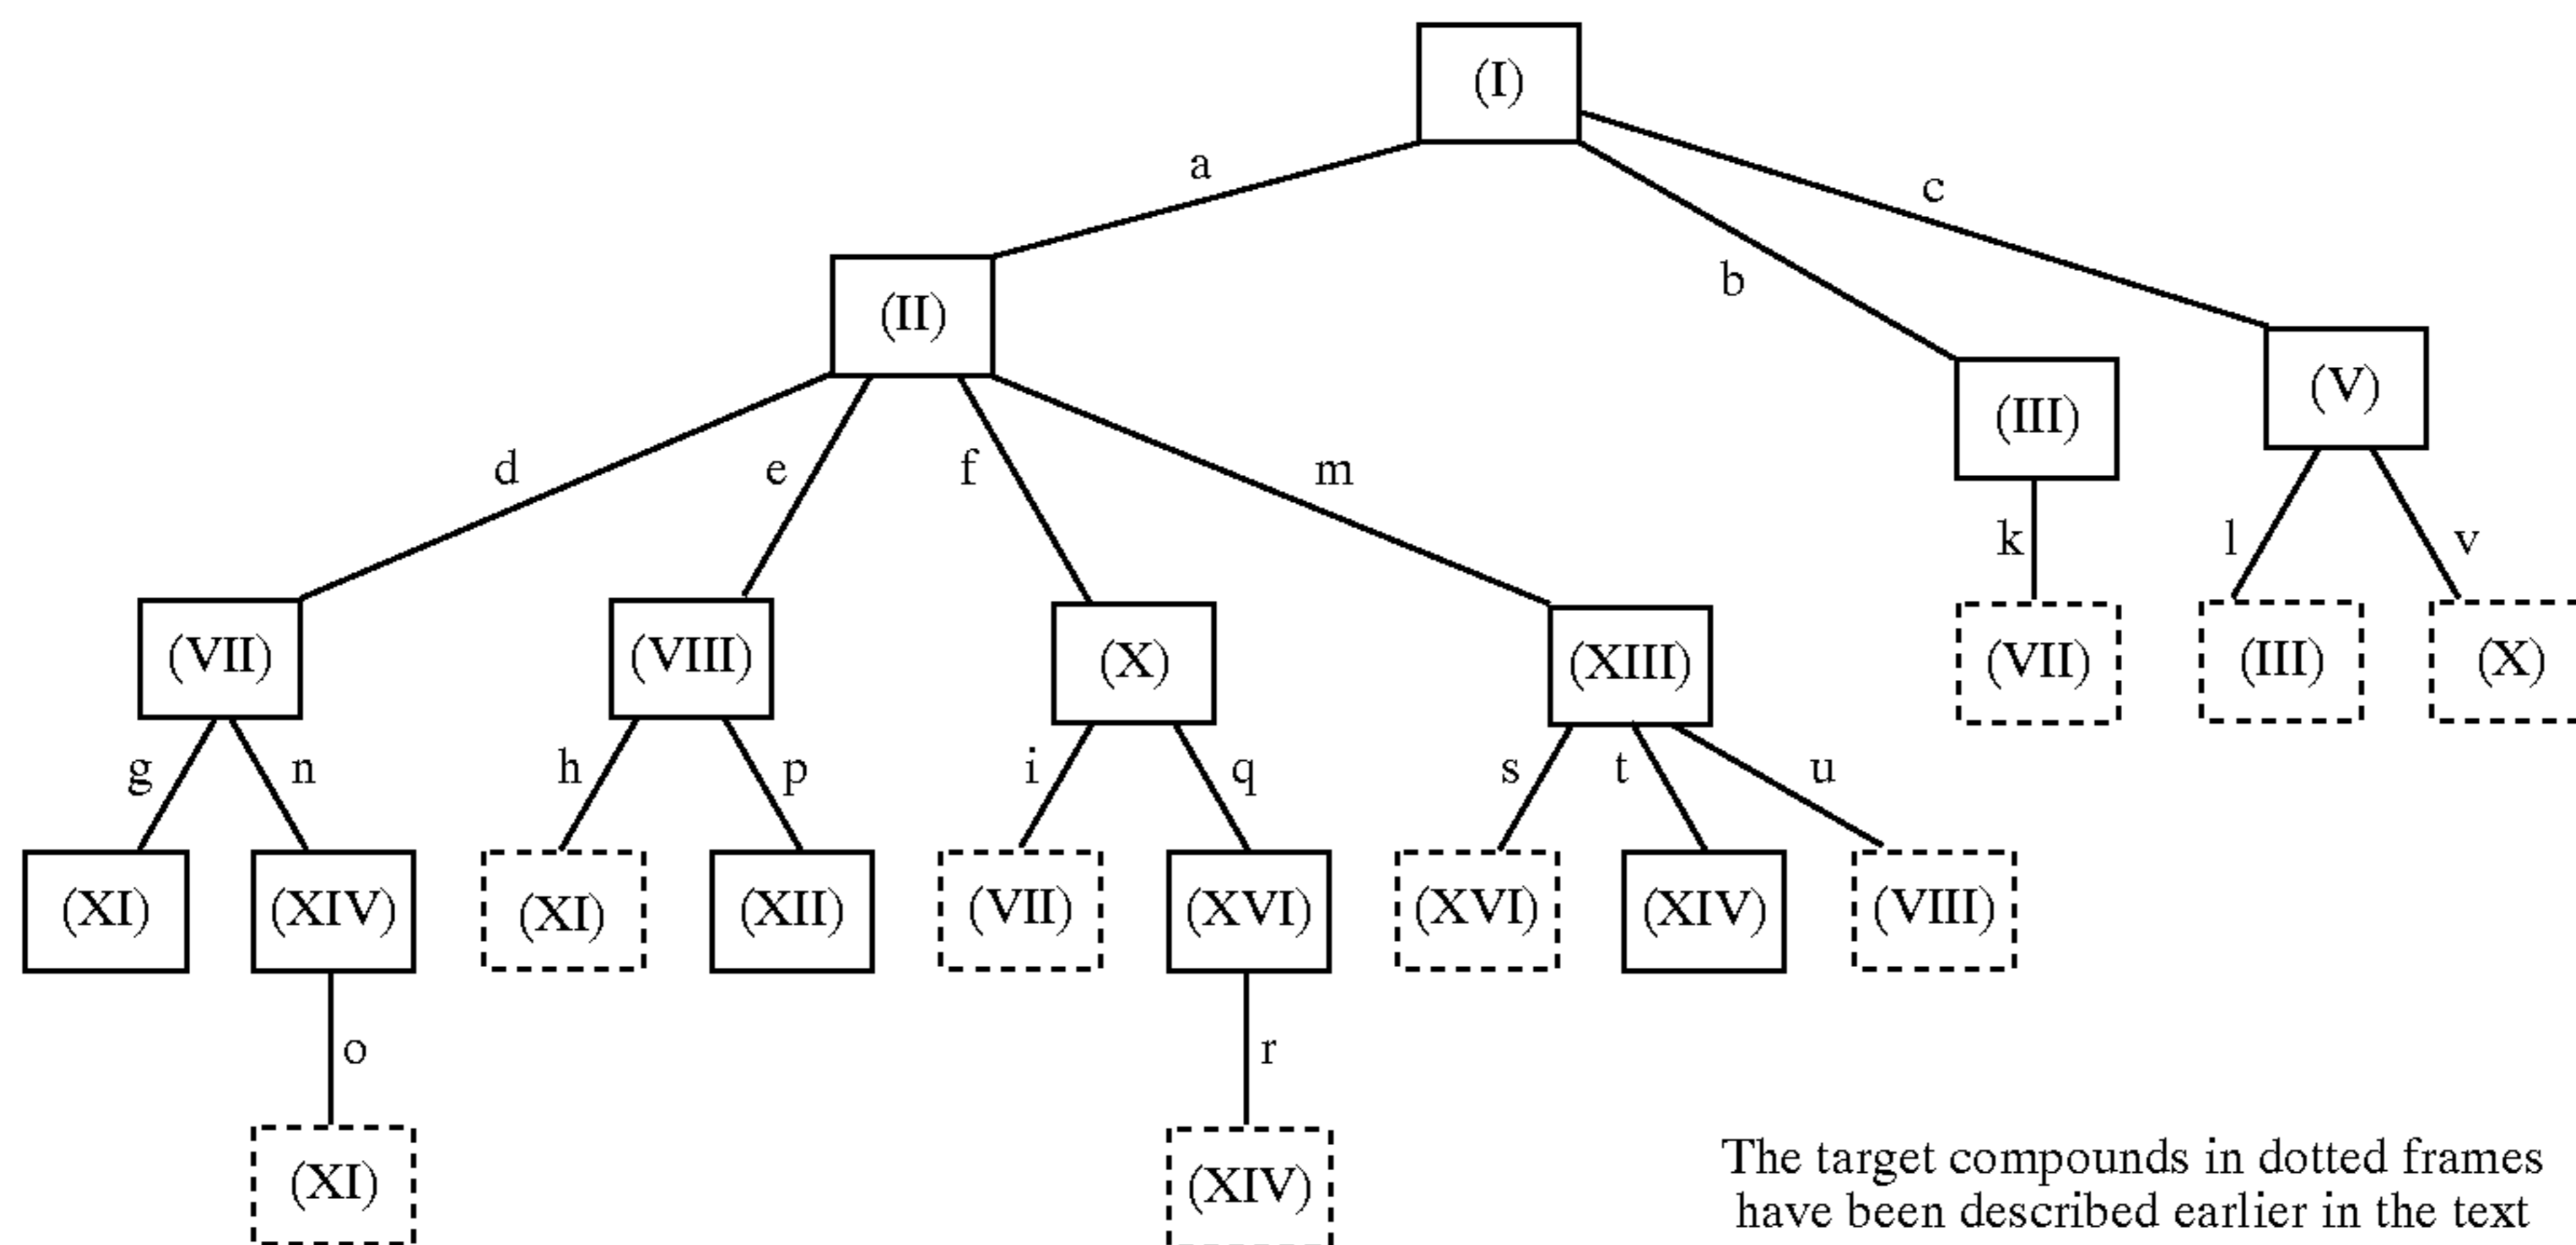 (I)
a
c
b
(II)
(III)
(V)
d
e
f
m
k
l
v
(VII)
(VIII)
(X)
(XIII)
(VII)
(III)
(X)
g
n
h
p
i
q
s
t
u
(XI)
(XIV)
(XI)
(XII)
(VII)
(XVI)
(XVI)
(XIV)
(VIII)
o
r
(XI)
(XIV)
The target compounds in dotted frames
have been described earlier in the text